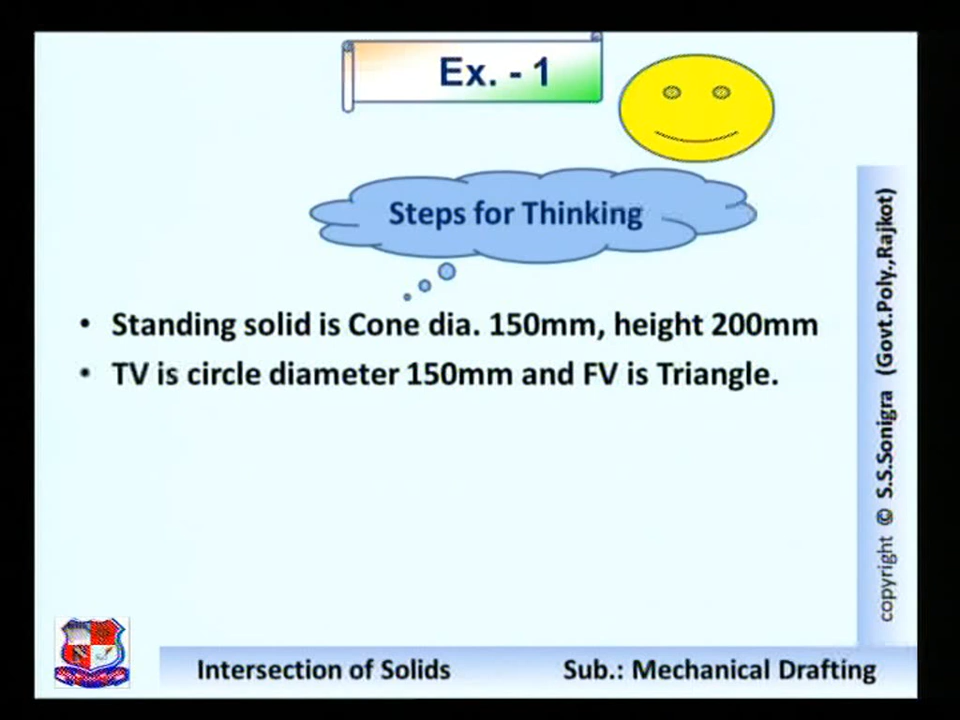 Ex. - 1
Steps for Thinking
• Standing solid is Cone dia. 150mm, height 200mm
• TV is circle diameter 150mm and FV is Triangle.
copyright © S.S.Sonigra (Govt.Poly.,Rajkot)
Intersection of Solids
Sub.: Mechanical Drafting